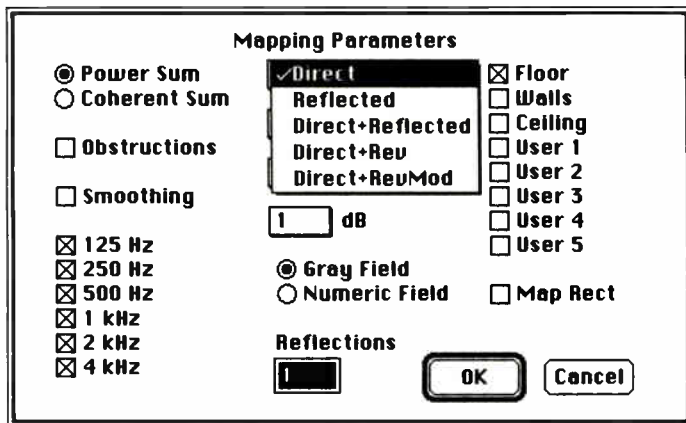 Mapping Parameters
Power Sum
Coherent Sum
Obstructions
Smoothing
125 Hz
250 Hz
500 Hz
1 kHz
2 kHz
4 kHz
✓Direct
Reflected
Direct+Reflected
Direct+Rev
Direct+RevMod
1 dB
Gray Field
Numeric Field
Reflections
1
Floor
Walls
Ceiling
User 1
User 2
User 3
User 4
User 5
Map Rect
OK
Cancel